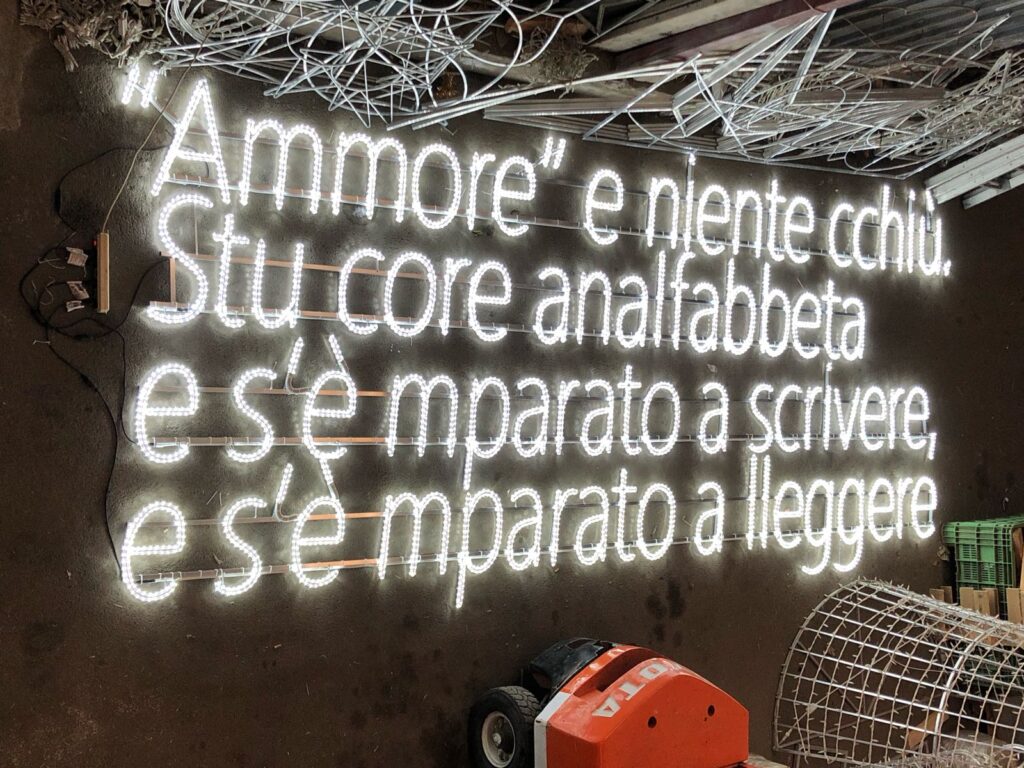 "Ammore" e niente cchiù.
Stu core analfabbeta
e s'è mparato a scrivere,
e s'è mparato a lleggere